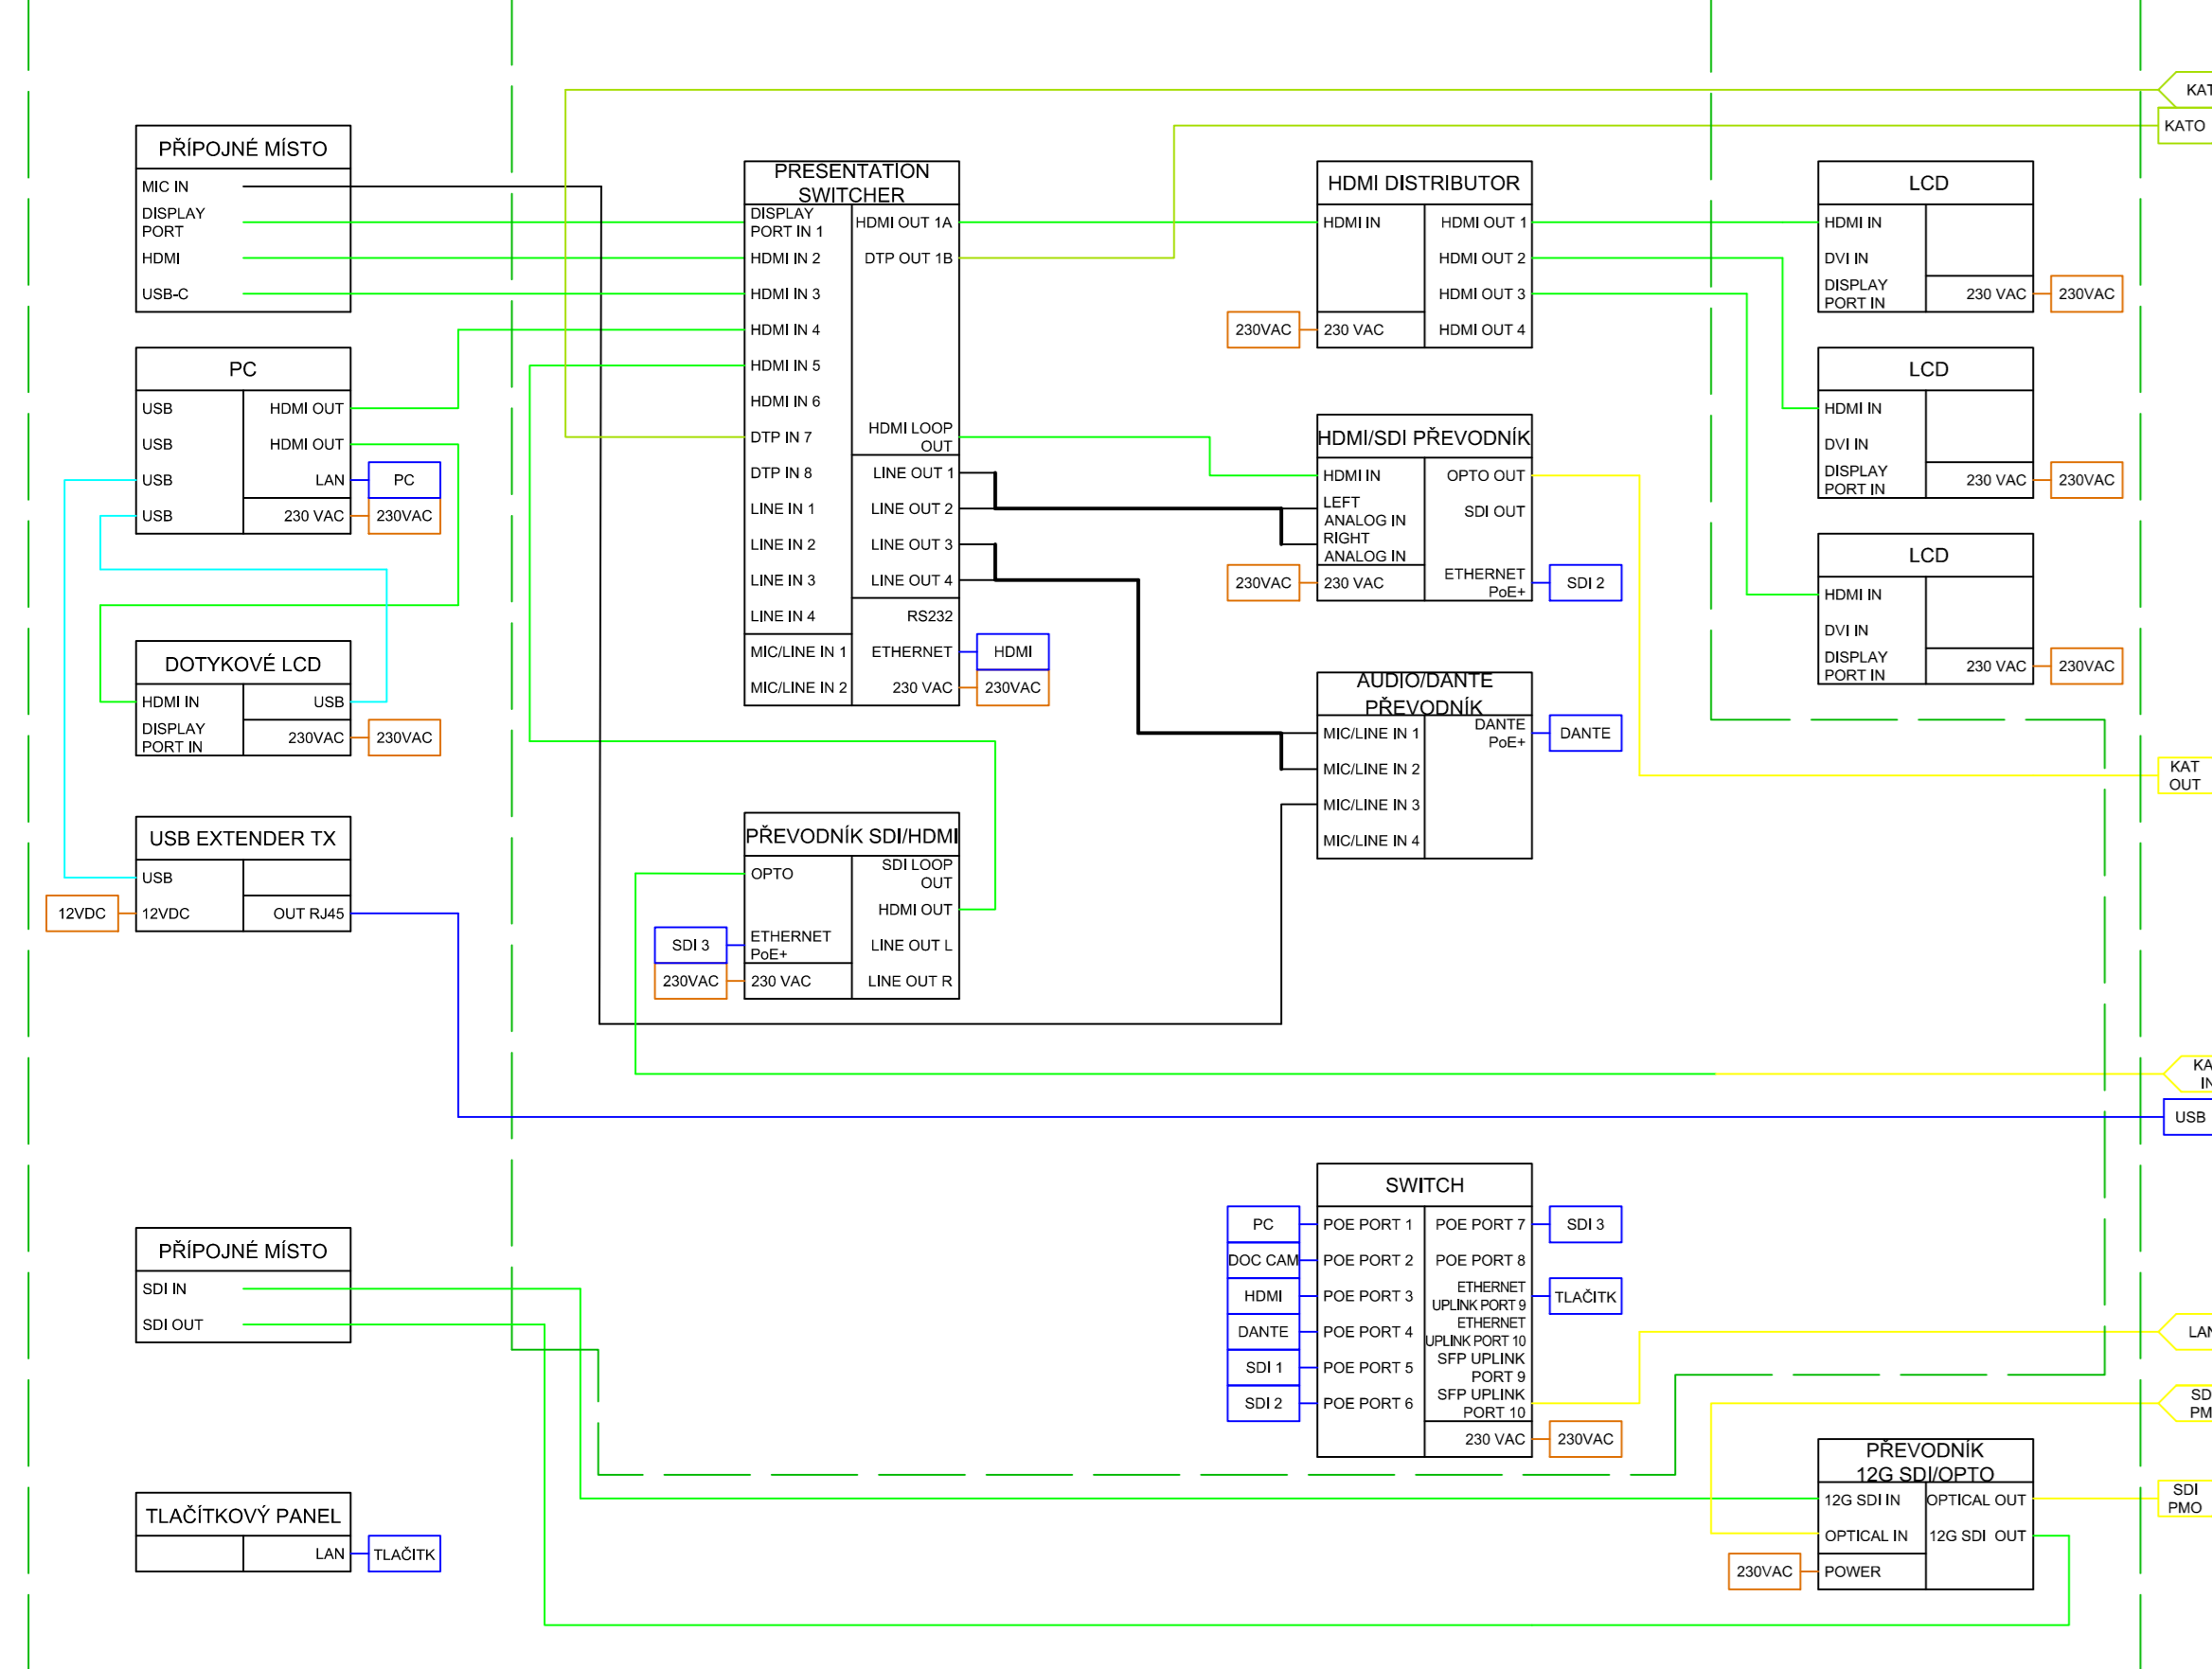 KAT
KATO
PŘÍPOJNÉ MÍSTO
MIC IN
DISPLAY
PORT
HDMI
USB-C
PRESENTATION
SWITCHER
DISPLAY
PORT IN 1
HDMI IN 2
HDMI IN 3
HDMI IN 4
HDMI IN 5
HDMI IN 6
DTP IN 7
DTP IN 8
LINE IN 1
LINE IN 2
LINE IN 3
LINE IN 4
MIC/LINE IN 1
MIC/LINE IN 2
HDMI OUT 1A
DTP OUT 1B
HDMI LOOP
OUT
LINE OUT 1
LINE OUT 2
LINE OUT 3
LINE OUT 4
RS232
ETHERNET
230 VAC
HDMI
230VAC
HDMI DISTRIBUTOR
HDMI IN
230 VAC
HDMI OUT 1
HDMI OUT 2
HDMI OUT 3
HDMI OUT 4
230VAC
LCD
HDMI IN
DVI IN
DISPLAY
PORT IN
230 VAC
230VAC
PC
USB
USB
USB
USB
HDMI OUT
HDMI OUT
LAN
230 VAC
PC
230VAC
LCD
HDMI IN
DVI IN
DISPLAY
PORT IN
230 VAC
230VAC
HDMI/SDI PŘEVODNÍK
HDMI IN
LEFT
ANALOG IN
RIGHT
ANALOG IN
230 VAC
OPTO OUT
SDI OUT
ETHERNET
PoE+
230VAC
SDI 2
LCD
HDMI IN
DVI IN
DISPLAY
PORT IN
230 VAC
230VAC
DOTYKOVÉ LCD
HDMI IN
DISPLAY
PORT IN
USB
230VAC
230VAC
AUDIO/DANTE
PŘEVODNÍK
MIC/LINE IN 1
MIC/LINE IN 2
MIC/LINE IN 3
MIC/LINE IN 4
DANTE
PoE+
DANTE
KAT
OUT
USB EXTENDER TX
USB
12VDC
OUT RJ45
12VDC
PŘEVODNÍK SDI/HDMI
OPTO
ETHERNET
PoE+
230 VAC
SDI LOOP
OUT
HDMI OUT
LINE OUT L
LINE OUT R
SDI 3
230VAC
KA
IN
USB
SWITCH
POE PORT 1
POE PORT 2
POE PORT 3
POE PORT 4
POE PORT 5
POE PORT 6
POE PORT 7
POE PORT 8
ETHERNET
UPLINK PORT 9
ETHERNET
UPLINK PORT 10
SFP UPLINK
PORT 9
SFP UPLINK
PORT 10
230 VAC
PC
DOC CAM
HDMI
DANTE
SDI 1
SDI 2
SDI 3
TLAČITK
230VAC
PŘÍPOJNÉ MÍSTO
SDI IN
SDI OUT
LAN
SD
PM
PŘEVODNÍK
12G SDI/OPTO
12G SDI IN
OPTICAL IN
POWER
OPTICAL OUT
12G SDI OUT
230VAC
SDI
PMO
TLAČÍTKOVÝ PANEL
LAN
TLAČITK